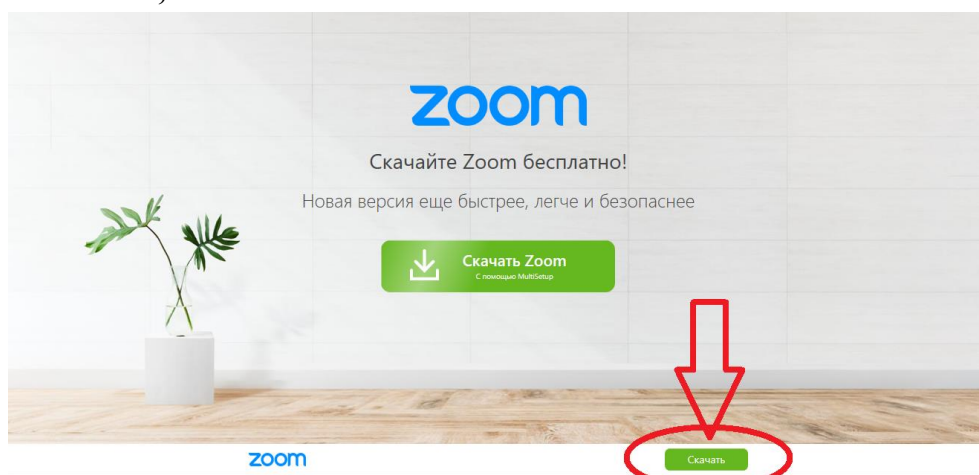 zoom
Скачайте Zoom бесплатно!
Новая версия еще быстрее, легче и безопаснее
Скачать Zoom
С помощью MultiSetup
zoom
Скачать